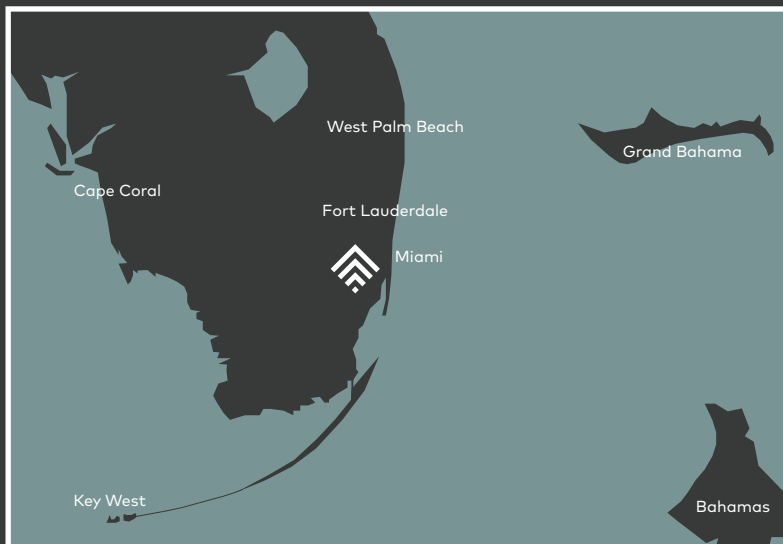 West Palm Beach
Grand Bahama
Cape Coral
Fort Lauderdale
Miami
Key West
Bahamas